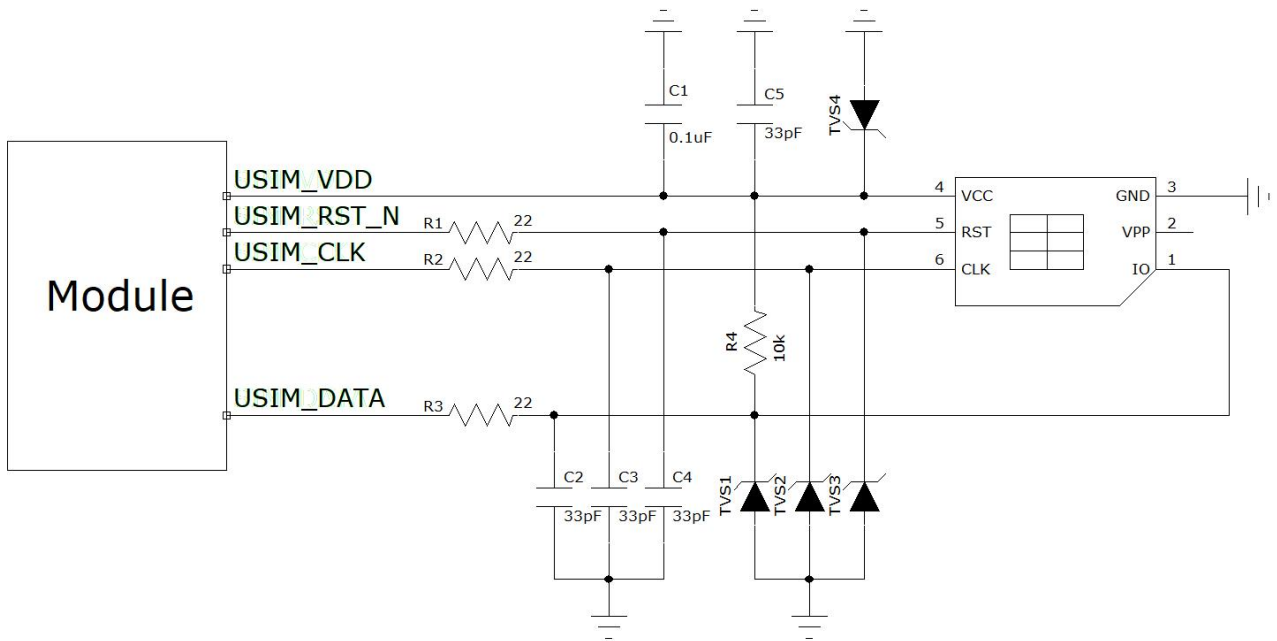 C1
0.1uF
C5
33pF
TVS4
Module
USIM_VDD
USIM_RST_N
R1
22
USIM_CLK
R2
22
USIM_DATA
R3
22
R4
10k
C2
33pF
C3
33pF
C4
33pF
TVS1
TVS2
TVS3
4
VCC
GND
3
5
RST
VPP
2
6
CLK
IO
1